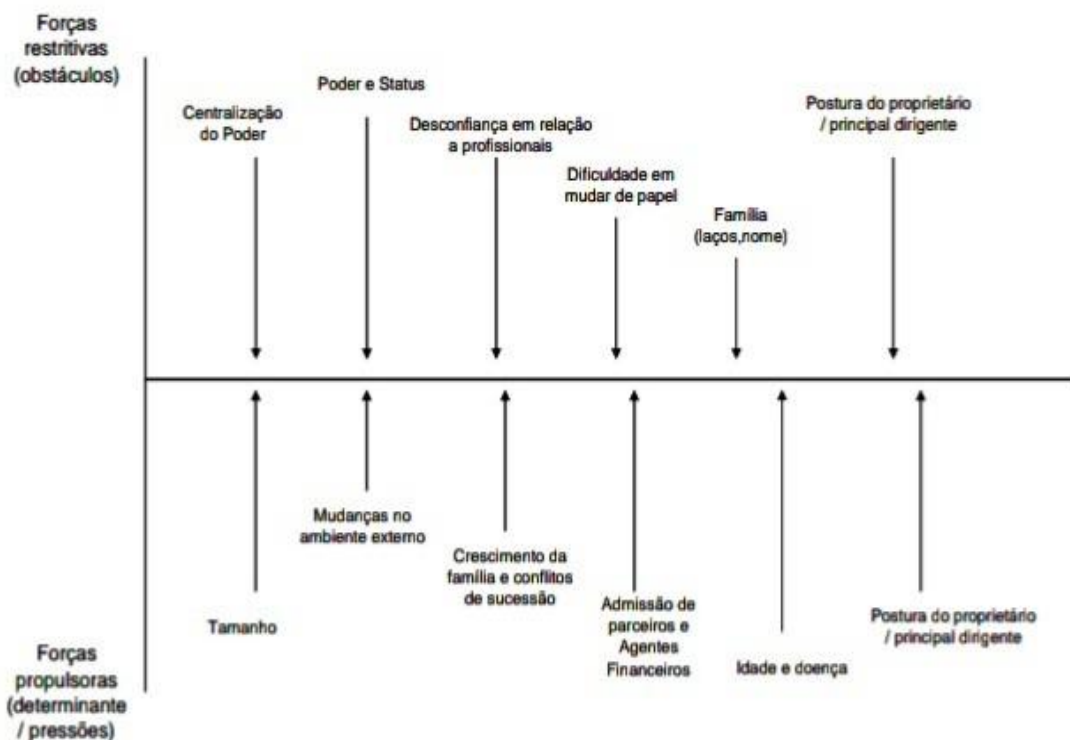 Forças
restritivas
(obstáculos)
Centralização
do Poder
Poder e Status
Desconfiança em relação
a profissionais
Dificuldade em
mudar de papel
Família
(laços,nome)
Postura do proprietário
/ principal dirigente
Tamanho
Mudanças no
ambiente externo
Crescimento da
família e conflitos
de sucessão
Admissão de
parceiros e
Agentes
Financeiros
Idade e doença
Postura do proprietário
/ principal dirigente
Forças
propulsoras
(determinante
/ pressões)